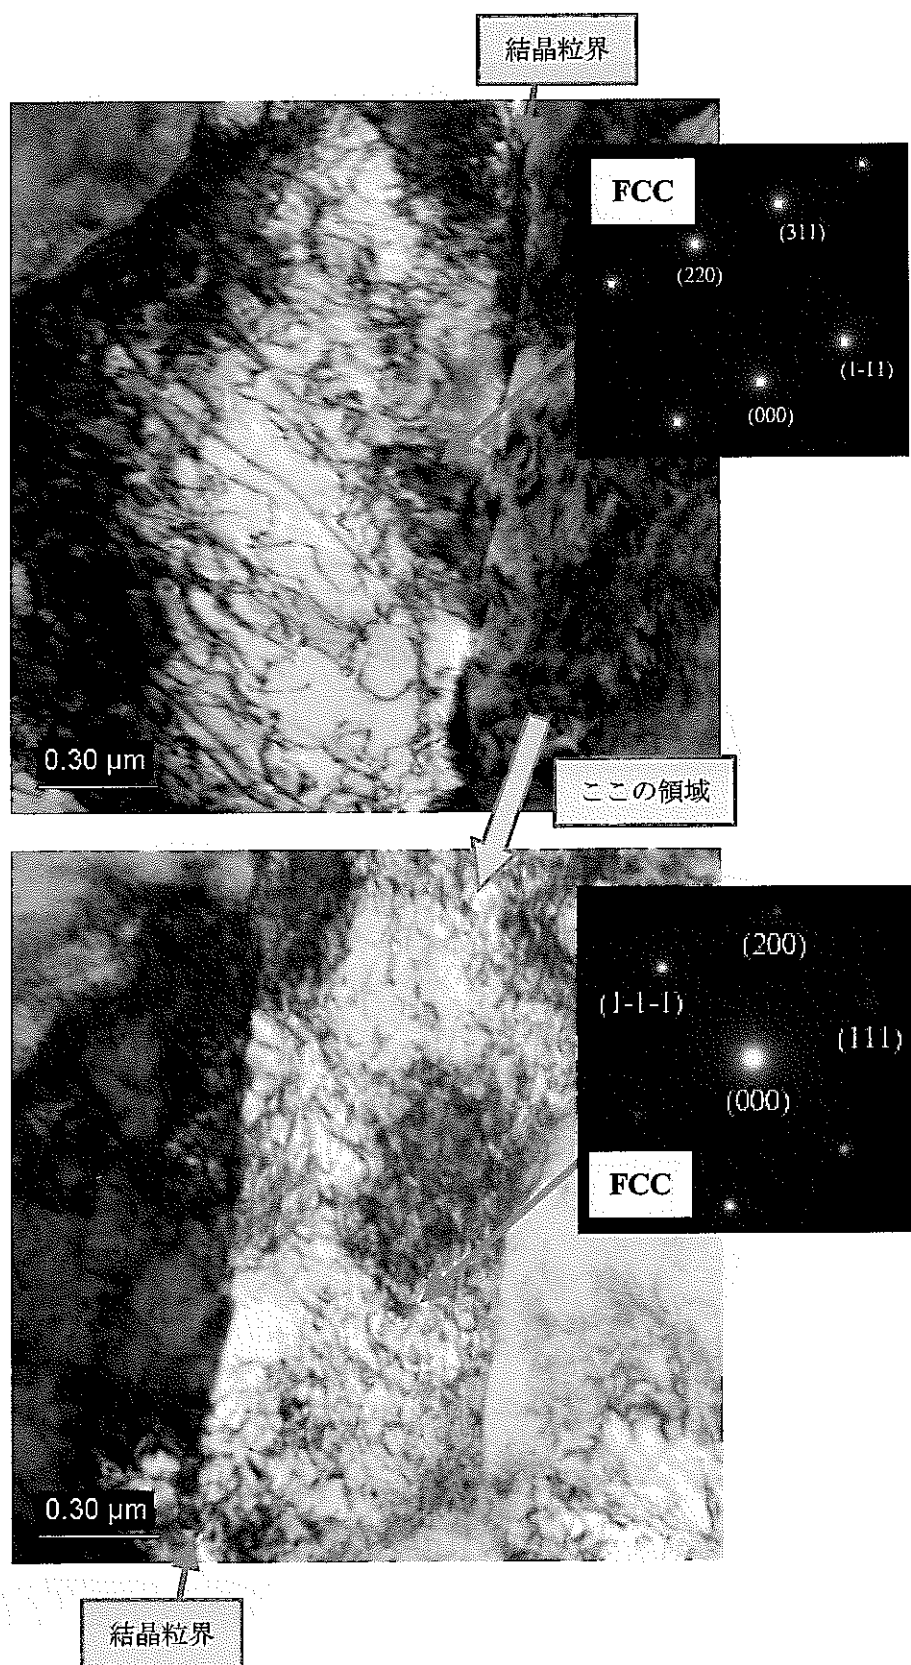 結晶粒界
FCC
(311)
(220)
(1-11)
(000)
0.30 μm
ここの領域
(200)
(1-1-1)
(111)
(000)
FCC
0.30 μm
結晶粒界